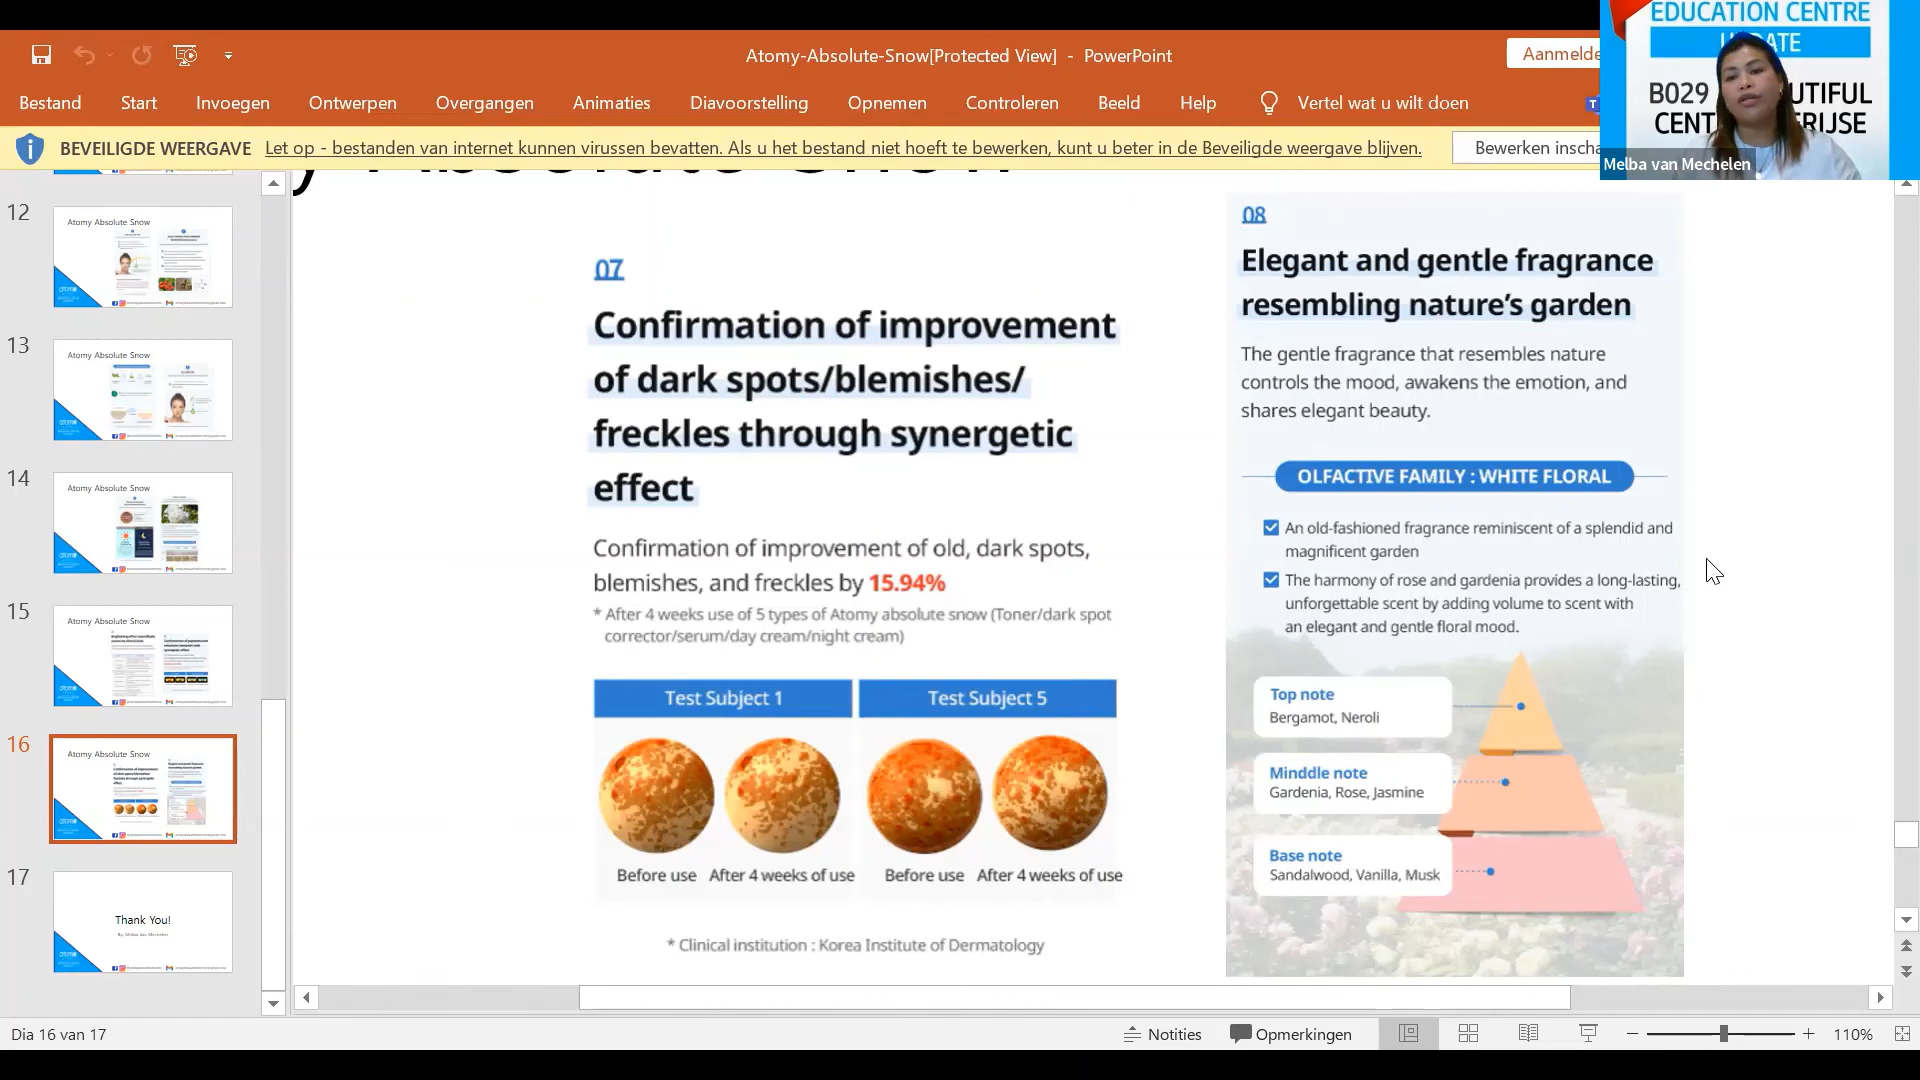 Atomy-Absolute-Snow[Protected View] - PowerPoint
Aanmelde
Bestand Start Invoegen Ontwerpen Overgangen Animaties Diavoorstelling Opnemen Controleren Beeld Help Vertel wat u wilt doen
BEVEILIGDE WEERGAVE Let op - bestanden van internet kunnen virussen bevatten. Als u het bestand niet hoeft te bewerken, kunt u beter in de Beveiligde weergave blijven.
Bewerken inscha
EDUCATION CENTRE
B029
Melba van Mechelen
12
Atomy Absolute Snow
13
Atomy Absolute Snow
14
Atomy Absolute Snow
15
Atomy Absolute Snow
16
Atomy Absolute Snow
17
Thank You!
By: Melba Van Mechelen
07
Confirmation of improvement
of dark spots/blemishes/
freckles through synergetic
effect
Confirmation of improvement of old, dark spots,
blemishes, and freckles by 15.94%
* After 4 weeks use of 5 types of Atomy absolute snow (Toner/dark spot
corrector/serum/day cream/night cream)
Test Subject 1 Test Subject 5
Before use After 4 weeks of use Before use After 4 weeks of use
* Clinical institution : Korea Institute of Dermatology
08
Elegant and gentle fragrance
resembling nature's garden
The gentle fragrance that resembles nature
controls the mood, awakens the emotion, and
shares elegant beauty.
OLFACTIVE FAMILY : WHITE FLORAL
An old-fashioned fragrance reminiscent of a splendid and
magnificent garden
The harmony of rose and gardenia provides a long-lasting,
unforgettable scent by adding volume to scent with
an elegant and gentle floral mood.
Top note
Bergamot, Neroli
Minddle note
Gardenia, Rose, Jasmine
Base note
Sandalwood, Vanilla, Musk
Dia 16 van 17
Notities Opmerkingen 110%